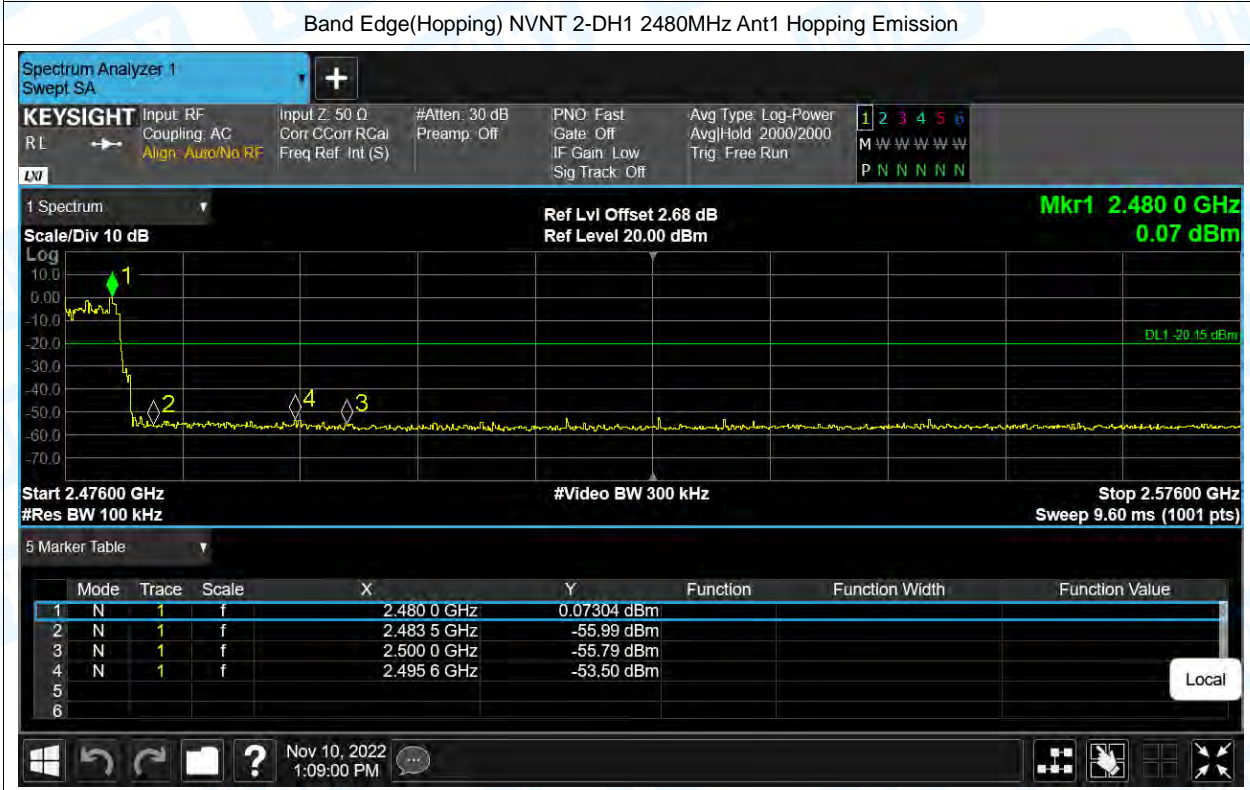 Band Edge(Hopping) NVNT 2-DH1 2480MHz Ant1 Hopping Emission
Spectrum Analyzer 1
Swept SA
+
KEYSIGHT
RL
LXI
Input: RF
Coupling: AC
Align: Auto/No RF
Input Z: 50 Ω
Corr CCorr RCal
Freq Ref: Int (S)
#Atten: 30 dB
Preamp: Off
PNO: Fast
Gate: Off
IF Gain: Low
Sig Track: Off
Avg Type: Log-Power
Avg|Hold: 2000/2000
Trig: Free Run
1 2 3 4 5 6
M W W W W W
P N N N N N
1 Spectrum
Scale/Div 10 dB
Ref Lvl Offset 2.68 dB
Ref Level 20.00 dBm
Mkr1 2.480 0 GHz
0.07 dBm
Log
10.0
0.00
-10.0
-20.0
-30.0
-40.0
-50.0
-60.0
-70.0
1
2
4
3
DL1 -20.15 dBm
Start 2.47600 GHz
#Res BW 100 kHz
#Video BW 300 kHz
Stop 2.57600 GHz
Sweep 9.60 ms (1001 pts)
5 Marker Table
Mode Trace Scale X Y Function Function Width Function Value
1 N 1 f 2.480 0 GHz 0.07304 dBm
2 N 1 f 2.483 5 GHz -55.99 dBm
3 N 1 f 2.500 0 GHz -55.79 dBm
4 N 1 f 2.495 6 GHz -53.50 dBm
5
6
Local
?
Nov 10, 2022
1:09:00 PM